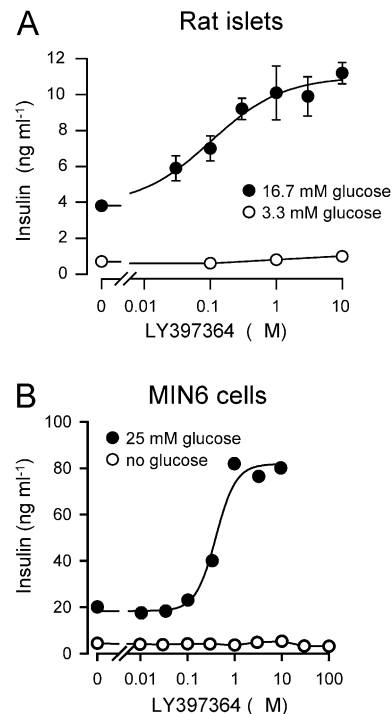 A
Rat islets
12
10
8
6
4
2
0
Insulin (ng ml-1)
16.7 mM glucose
3.3 mM glucose
0 0.01 0.1 1 10
LY397364 ( M)
B
MIN6 cells
100
80
60
40
20
0
Insulin (ng ml-1)
25 mM glucose
no glucose
0 0.01 0.1 1 10 100
LY397364 ( M)